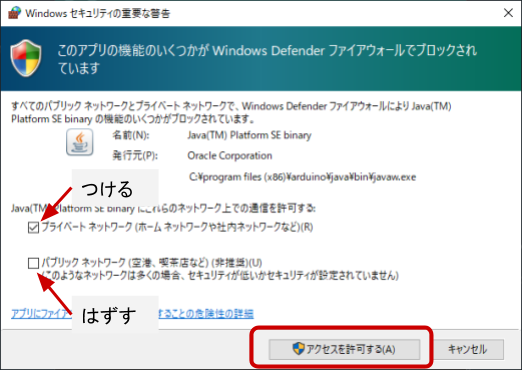 Windows セキュリティの重要な警告
このアプリの機能のいくつかが Windows Defender ファイアウォールでブロックされ
ています
すべてのパブリック ネットワークとプライベート ネットワークで、Windows Defender ファイアウォールにより Java(TM)
Platform SE binary の機能のいくつかがブロックされています。
名前(N): Java(TM) Platform SE binary
発行元(P): Oracle Corporation
C:¥program files (x86)¥arduino¥java¥bin¥javaw.exe
つける
Java(TM) Platform SE binary にこれらのネットワーク上での通信を許可する:
プライベート ネットワーク (ホーム ネットワークや社内ネットワークなど)(R)
パブリック ネットワーク (空港、喫茶店など) (非推奨)(U)
(このようなネットワークは多くの場合、セキュリティが低いかセキュリティが設定されていません)
アプリにファイア することの危険性の詳細
はずす
アクセスを許可する(A) キャンセル